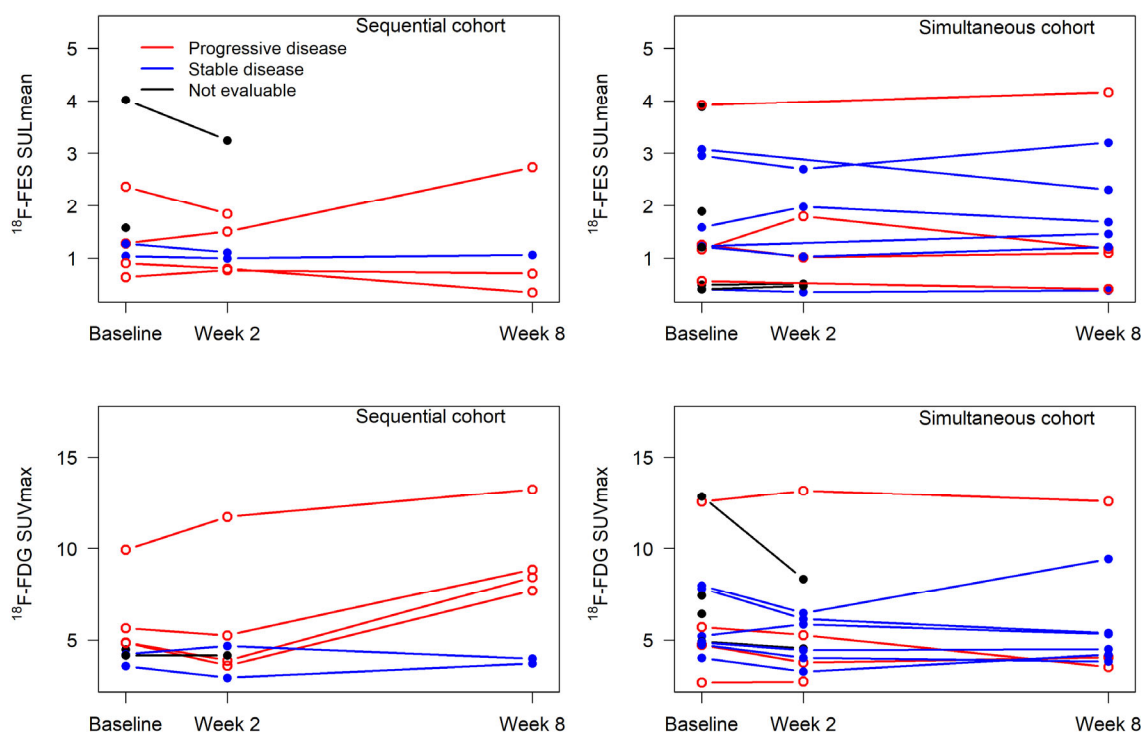 Sequential cohort
Progressive disease
Stable disease
Not evaluable
¹⁸F-FES SULmean
5
4
3
2
1
Baseline Week 2 Week 8
Simultaneous cohort
¹⁸F-FES SULmean
5
4
3
2
1
Baseline Week 2 Week 8
Sequential cohort
¹⁸F-FDG SUVmax
15
10
5
Baseline Week 2 Week 8
Simultaneous cohort
¹⁸F-FDG SUVmax
15
10
5
Baseline Week 2 Week 8